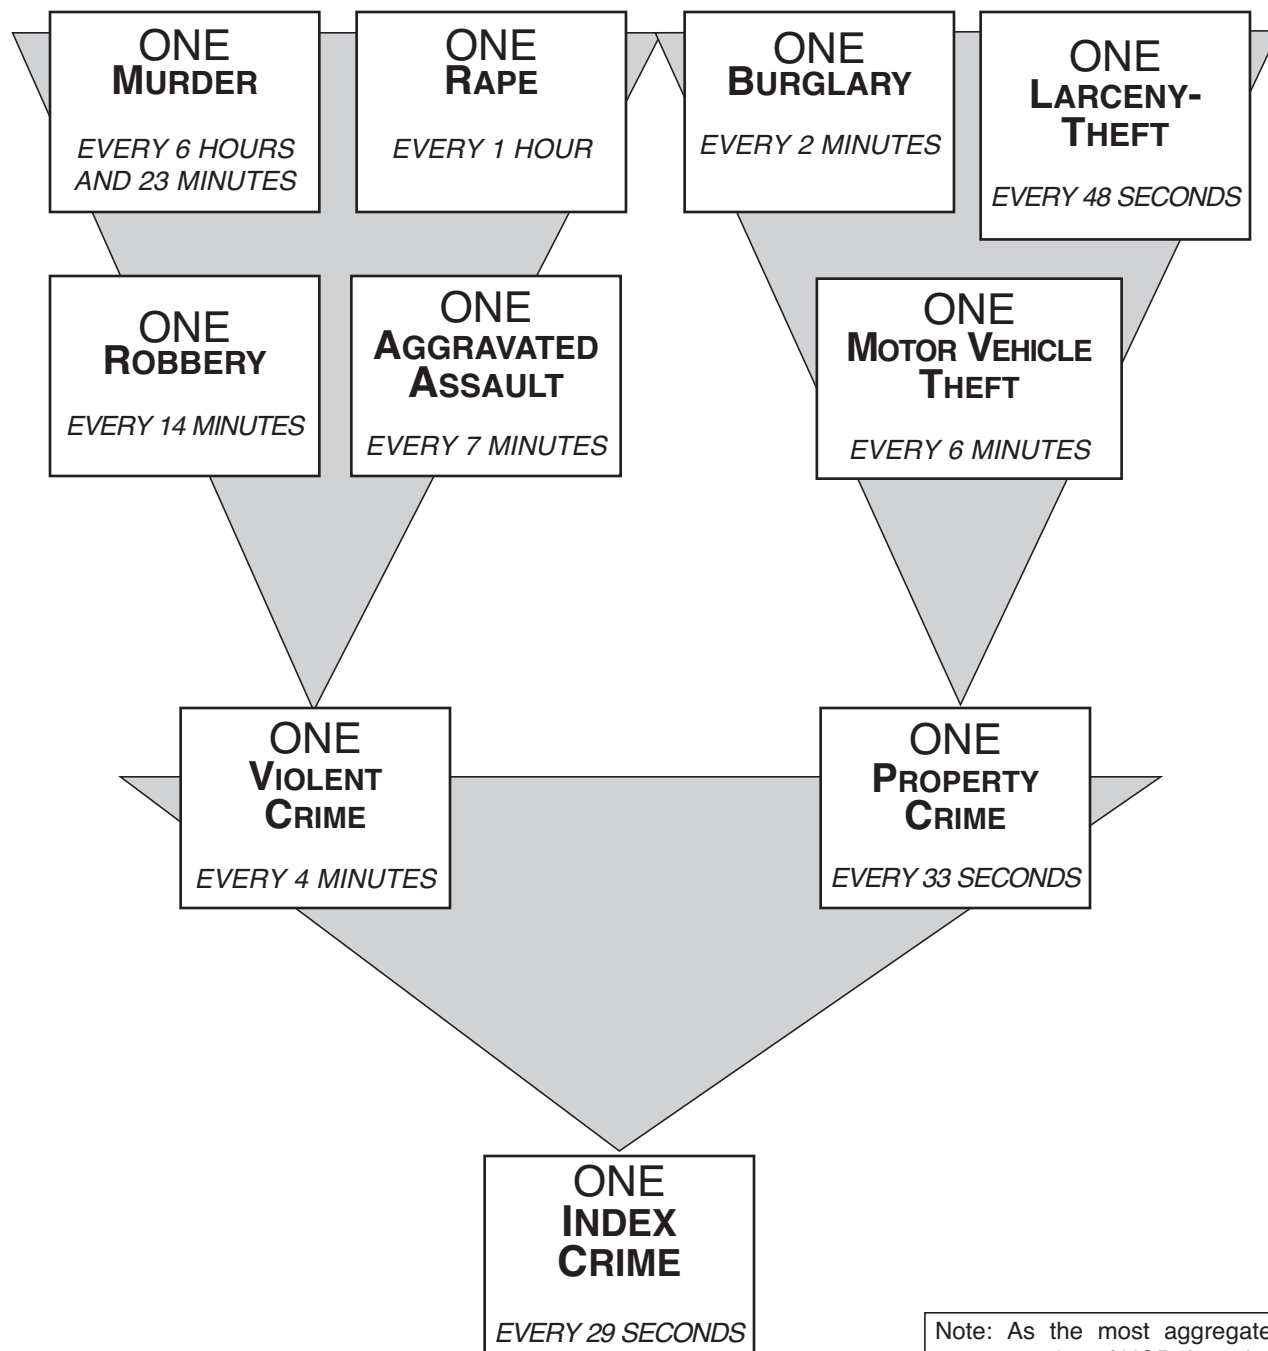 ONE
MURDER
EVERY 6 HOURS
AND 23 MINUTES
ONE
RAPE
EVERY 1 HOUR
ONE
BURGLARY
EVERY 2 MINUTES
ONE
LARCENY-
THEFT
EVERY 48 SECONDS
ONE
ROBBERY
EVERY 14 MINUTES
ONE
AGGRAVATED
ASSAULT
EVERY 7 MINUTES
ONE
MOTOR VEHICLE
THEFT
EVERY 6 MINUTES
ONE
VIOLENT
CRIME
EVERY 4 MINUTES
ONE
PROPERTY
CRIME
EVERY 33 SECONDS
ONE
INDEX
CRIME
EVERY 29 SECONDS
Note: As the most aggregate